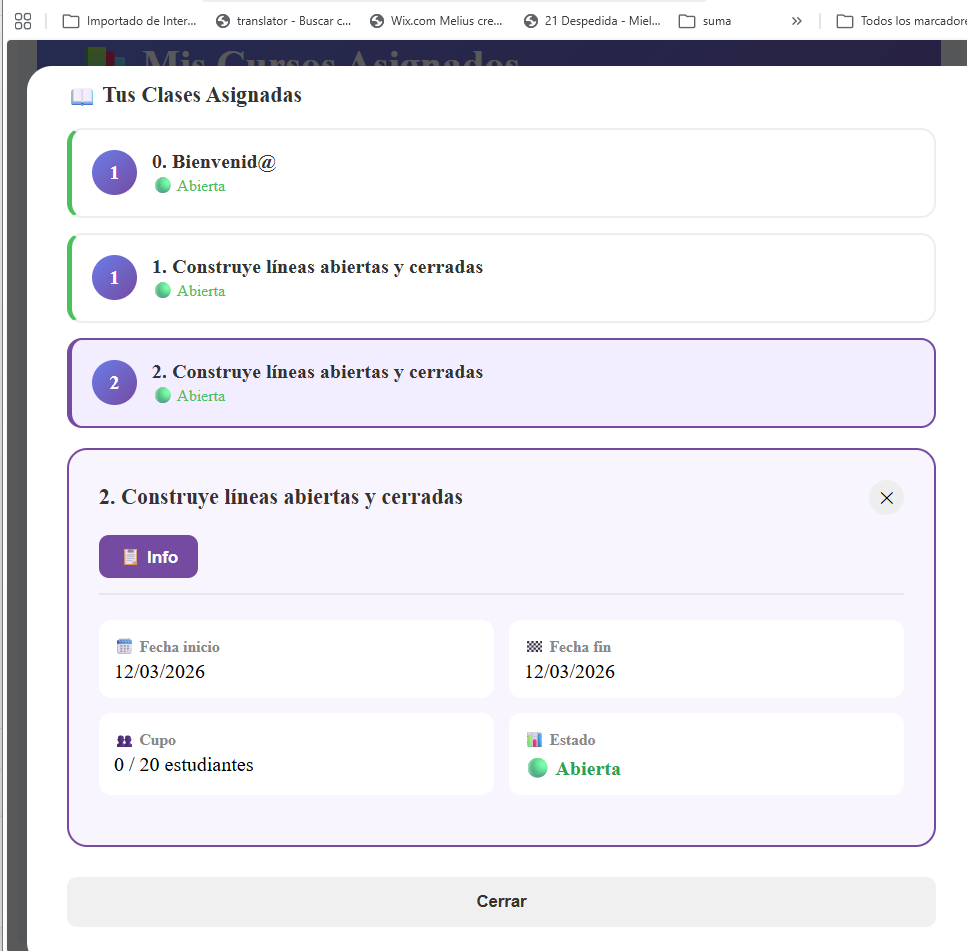 Importado de Inter...
translator - Buscar c...
Wix.com Melius cre...
21 Despedida - Miel...
suma
»
Todos los marcadore
Mis Cursos Asignados
Tus Clases Asignadas
1
0. Bienvenid@
Abierta
1
1. Construye líneas abiertas y cerradas
Abierta
2
2. Construye líneas abiertas y cerradas
Abierta
2. Construye líneas abiertas y cerradas
Info
Fecha inicio
12/03/2026
Fecha fin
12/03/2026
Cupo
0 / 20 estudiantes
Estado
Abierta
Cerrar